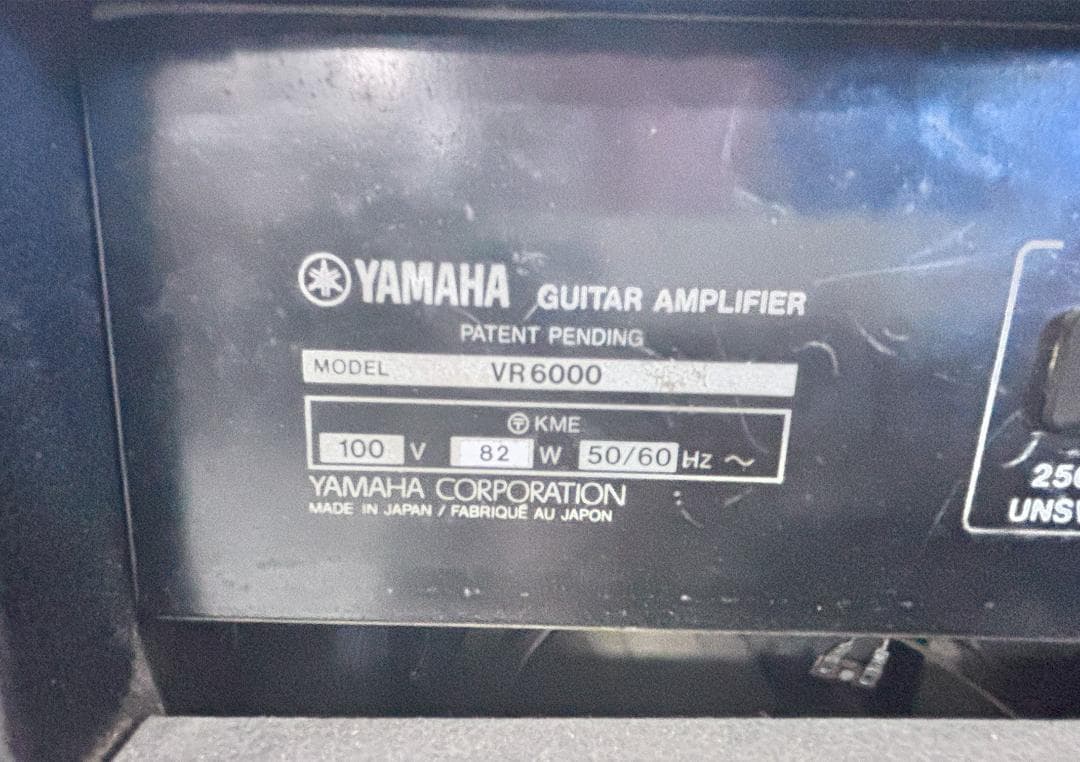 YAMAHA GUITAR AMPLIFIER
PATENT PENDING
MODEL VR6000
〒 KME
100 V 82 W 50/60 Hz ~
YAMAHA CORPORATION
MADE IN JAPAN / FABRIQUÉ AU JAPON